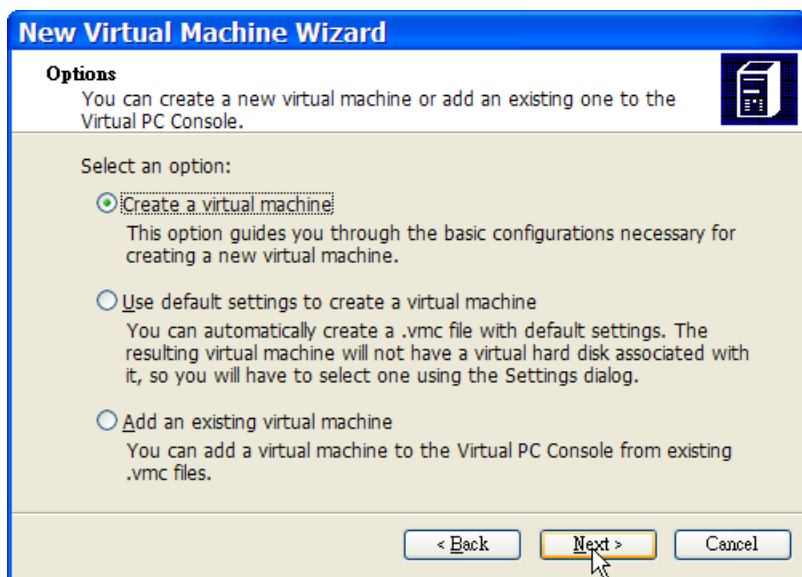 New Virtual Machine Wizard
Options
You can create a new virtual machine or add an existing one to the
Virtual PC Console.
Select an option:
Create a virtual machine
This option guides you through the basic configurations necessary for
creating a new virtual machine.
Use default settings to create a virtual machine
You can automatically create a .vmc file with default settings. The
resulting virtual machine will not have a virtual hard disk associated with
it, so you will have to select one using the Settings dialog.
Add an existing virtual machine
You can add a virtual machine to the Virtual PC Console from existing
.vmc files.
< Back Next > Cancel